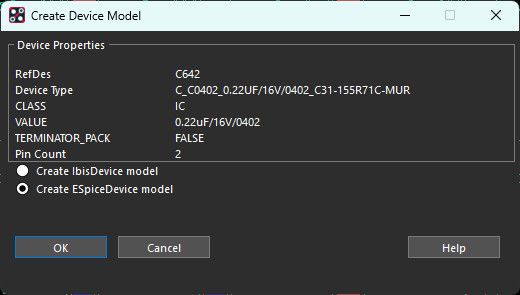 Create Device Model
Device Properties
RefDes C642
Device Type C_C0402_0.22UF/16V/0402_C31-155R71C-MUR
CLASS IC
VALUE 0.22uF/16V/0402
TERMINATOR_PACK FALSE
Pin Count 2
Create IbisDevice model
Create ESpiceDevice model
OK Cancel Help